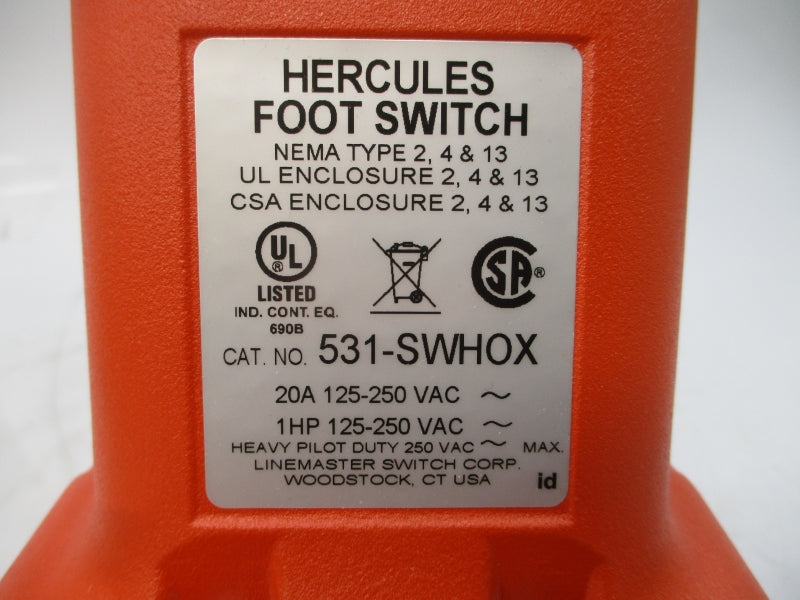 HERCULES
FOOT SWITCH
NEMA TYPE 2, 4 & 13
UL ENCLOSURE 2, 4 & 13
CSA ENCLOSURE 2, 4 & 13
UL ®
LISTED
IND. CONT. EQ.
690B
SA ®
CAT. NO. 531-SWHOX
20A 125-250 VAC ~
1HP 125-250 VAC ~
HEAVY PILOT DUTY 250 VAC ~ MAX.
LINEMASTER SWITCH CORP.
WOODSTOCK, CT USA
id